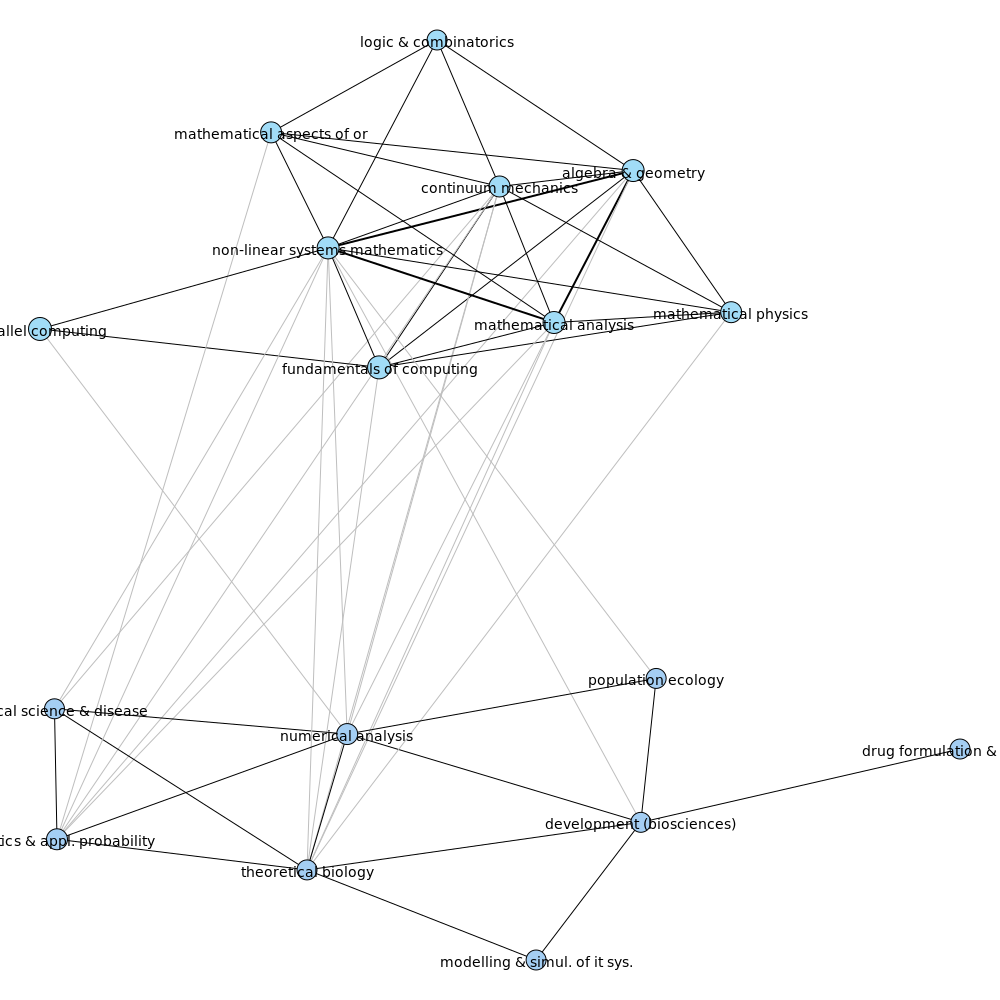 logic & combinatorics
mathematical aspects of or
algebra & geometry
continuum mechanics
non-linear systems mathematics
mathematical physics
mathematical analysis
allel computing
fundamentals of computing
population ecology
cal science & disease
numerical analysis
drug formulation &
development (biosciences)
tics & appl. probability
theoretical biology
modelling & simul. of it sys.